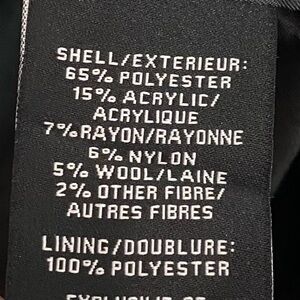 SHELL/EXTERIEUR:
65% POLYESTER
15% ACRYLIC/
ACRYLIQUE
7% RAYON/RAYONNE
6% NYLON
5% WOOL/LAINE
2% OTHER FIBRE/
AUTRES FIBRES
LINING/DOUBLURE:
100% POLYESTER